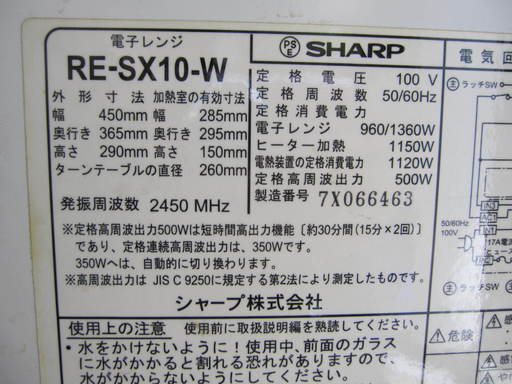 電子レンジ
RE-SX10-W
外形寸法 加熱室の有効寸法
幅 450mm 幅 285mm
奥行き 365mm 奥行き 295mm
高さ 290mm 高さ 150mm
ターンテーブルの直径 260mm
発振周波数 2450 MHz
PSE SHARP
定格電圧 100 V
定格周波数 50/60Hz
定格消費電力
電子レンジ 960/1360W
ヒーター加熱 1150W
電熱装置の定格消費電力 1120W
定格高周波出力 500W
製造番号 7X066463
※定格高周波出力500Wは短時間高出力機能 [約30分間(15分×2回)]
であり、定格連続高周波出力は、350Wです。
350Wへは、自動的に切り換わります。
※高周波出力は JIS C 9250に規定する第2法により測定したものです。
シャープ株式会社
使用上の注意 使用前に取扱説明編を熟読してください。
・水をかけないように!使用中、前面のガラス
に水がかかると割れる恐れがありますので、
水がかからないようにしてください。
電気回
主 ラッチSW
50/60Hz
100V
主 ラッチSW
危険